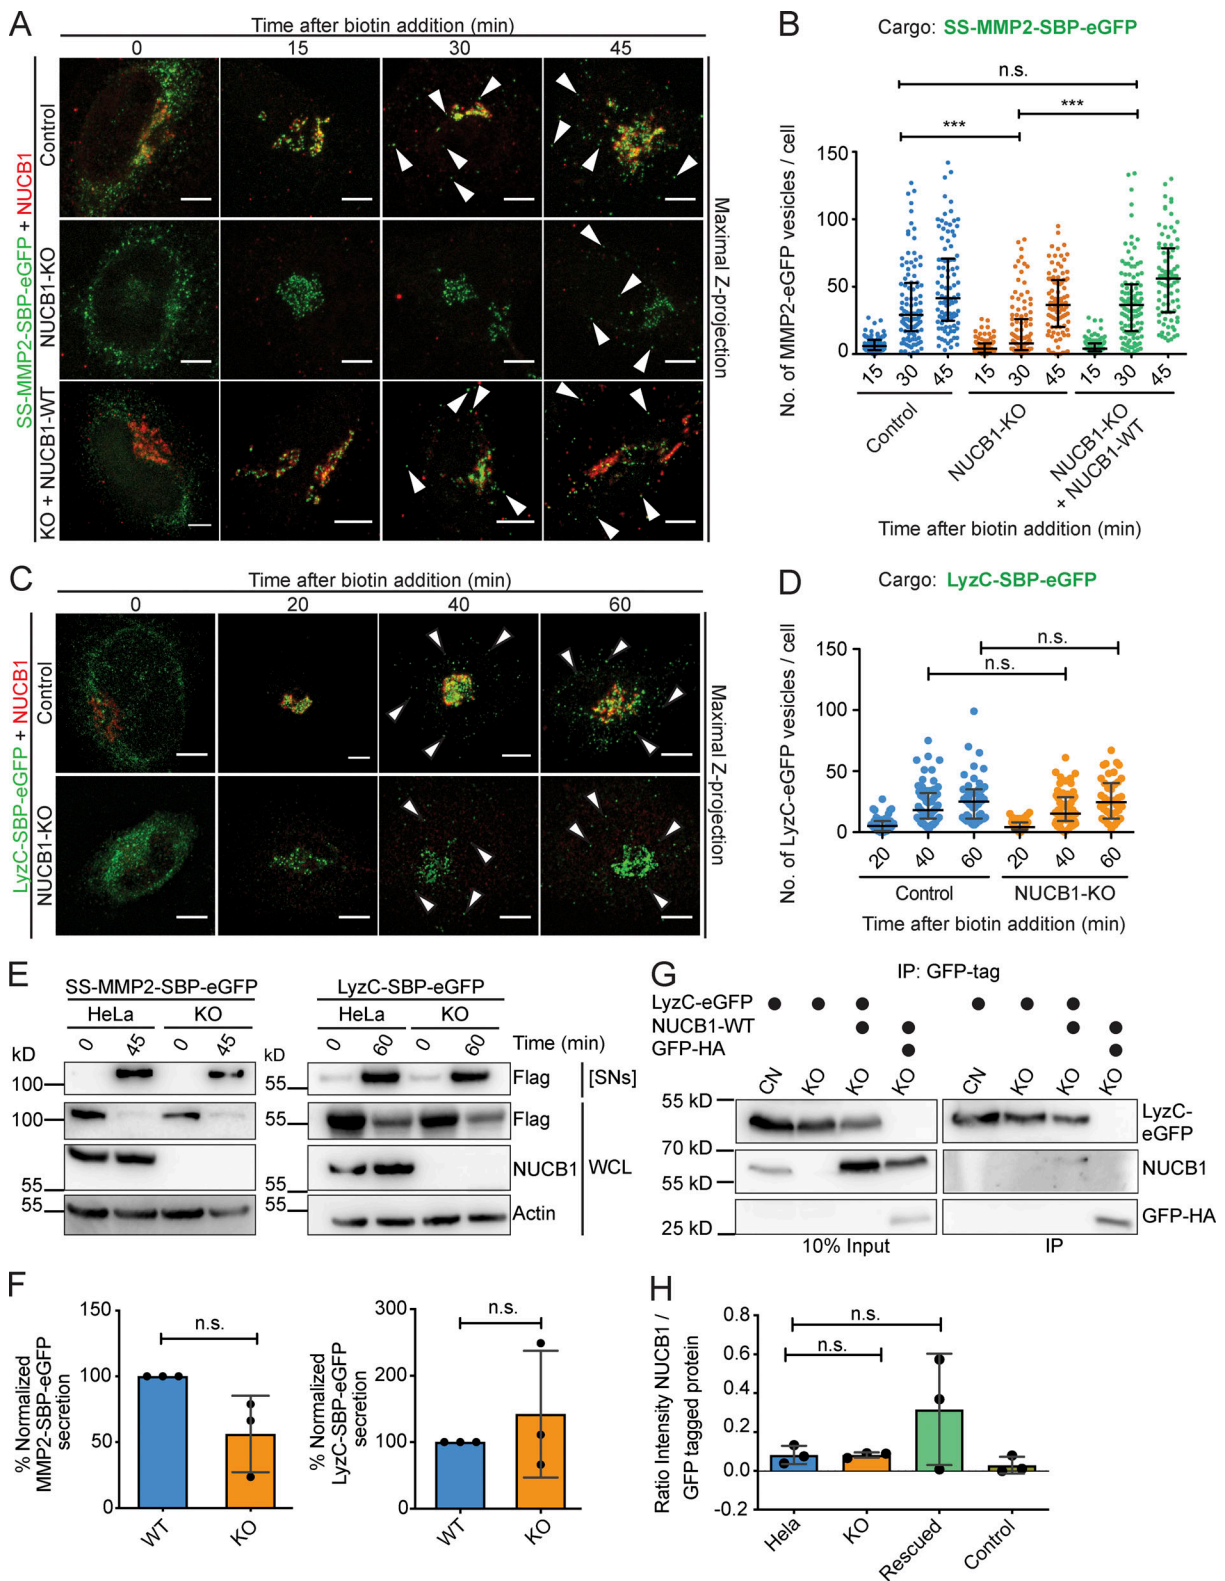 A
Time after biotin addition (min)
0 15 30 45
SS-MMP2-SBP-eGFP + NUCB1
Control
NUCB1-KO
KO + NUCB1-WT
Maximal Z-projection
B
Cargo: SS-MMP2-SBP-eGFP
n.s.
*** ***
No. of MMP2-eGFP vesicles / cell
150
100
50
0
15 30 45 15 30 45 15 30 45
Control
NUCB1-KO
NUCB1-KO
+ NUCB1-WT
Time after biotin addition (min)
C
Time after biotin addition (min)
0 20 40 60
LyzC-SBP-eGFP + NUCB1
Control
NUCB1-KO
Maximal Z-projection
D
Cargo: LyzC-SBP-eGFP
n.s.
n.s.
No. of LyzC-eGFP vesicles / cell
150
100
50
0
20 40 60 20 40 60
Control NUCB1-KO
Time after biotin addition (min)
E
SS-MMP2-SBP-eGFP LyzC-SBP-eGFP
HeLa KO HeLa KO
kD 0 45 0 45 kD 0 60 0 60 Time (min)
100 55 Flag [SNs]
100 55 Flag
55 55 NUCB1 WCL
55 55 Actin
F
% Normalized
MMP2-SBP-eGFP
secretion
150
100
50
0
n.s.
WT KO
% Normalized
LyzC-SBP-eGFP
secretion
300
200
100
0
n.s.
WT KO
G
IP: GFP-tag
LyzC-eGFP
NUCB1-WT
GFP-HA
CN KO KO KO CN KO KO KO
55 kD
LyzC-
eGFP
70 kD
NUCB1
55 kD
GFP-HA
25 kD
10% Input IP
H
Ratio Intensity NUCB1 /
GFP tagged protein
0.8
0.6
0.4
0.2
0.0
-0.2
n.s.
n.s.
Hela KO Rescued Control